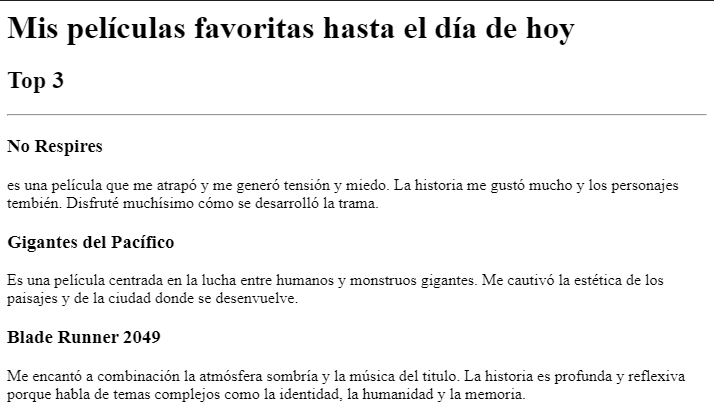 Mis películas favoritas hasta el día de hoy
Top 3
No Respires
es una película que me atrapó y me generó tensión y miedo. La historia me gustó mucho y los personajes
tembién. Disfruté muchísimo cómo se desarrolló la trama.
Gigantes del Pacífico
Es una película centrada en la lucha entre humanos y monstruos gigantes. Me cautivó la estética de los
paisajes y de la ciudad donde se desenvuelve.
Blade Runner 2049
Me encantó a combinación la atmósfera sombría y la música del titulo. La historia es profunda y reflexiva
porque habla de temas complejos como la identidad, la humanidad y la memoria.